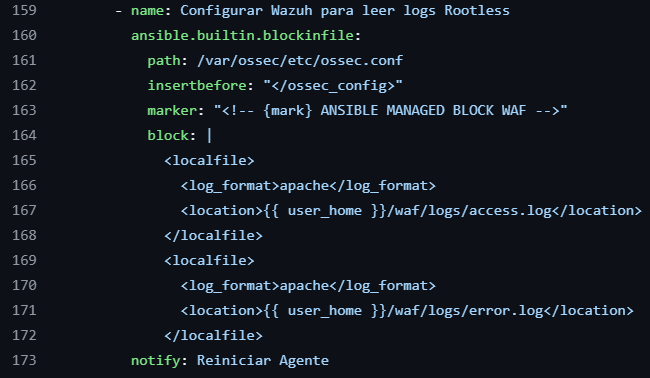 159 - name: Configurar Wazuh para leer logs Rootless
160 ansible.builtin.blockinfile:
161 path: /var/ossec/etc/ossec.conf
162 insertbefore: "</ossec_config>"
163 marker: "<!-- {mark} ANSIBLE MANAGED BLOCK WAF -->"
164 block: |
165 <localfile>
166 <log_format>apache</log_format>
167 <location>{{ user_home }}/waf/logs/access.log</location>
168 </localfile>
169 <localfile>
170 <log_format>apache</log_format>
171 <location>{{ user_home }}/waf/logs/error.log</location>
172 </localfile>
173 notify: Reiniciar Agente